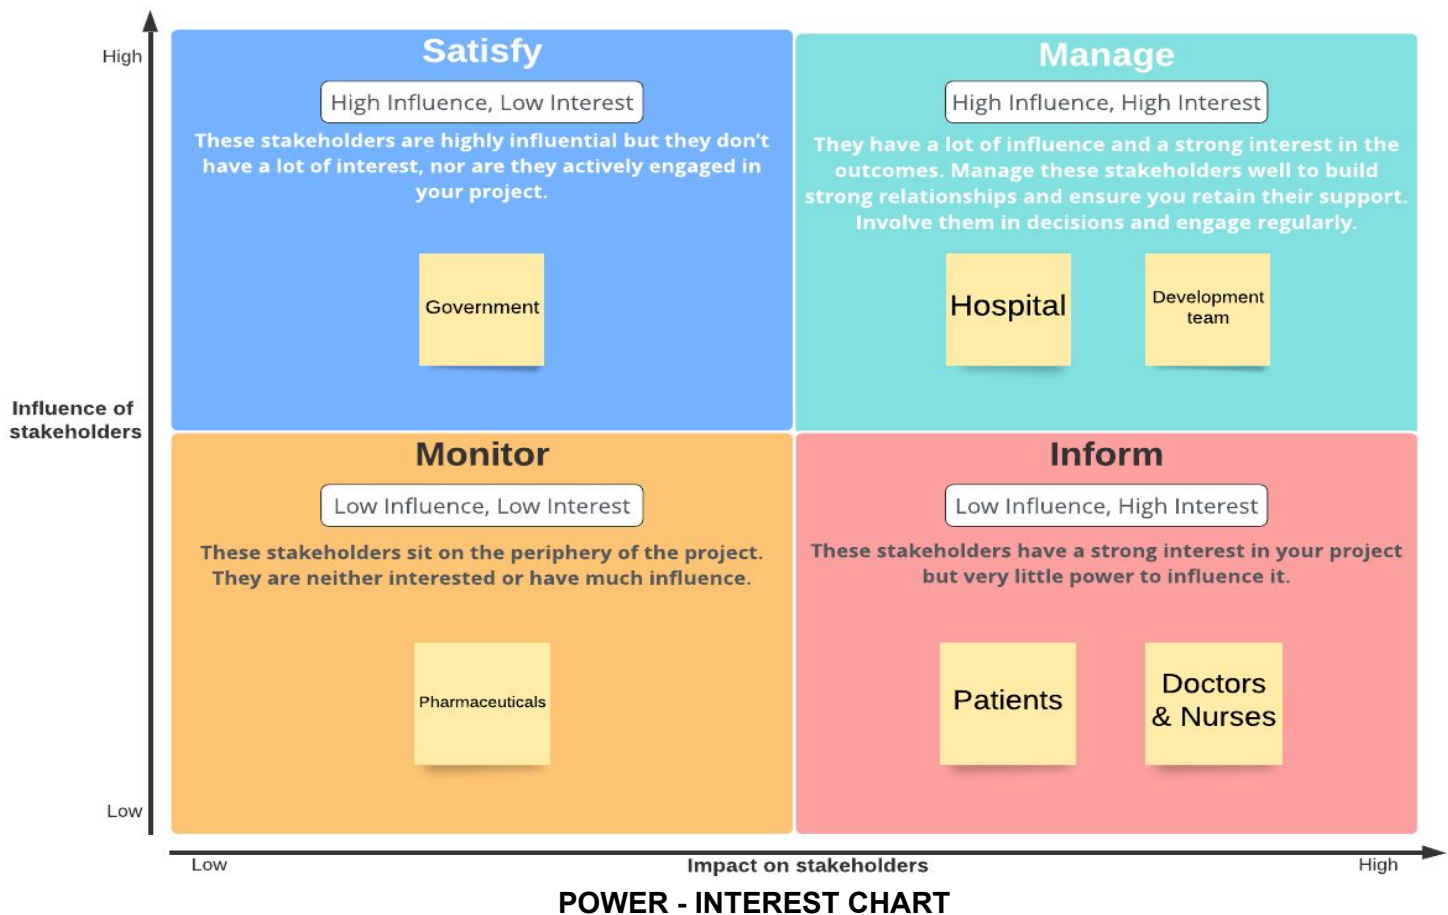 High
Satisfy
High Influence, Low Interest
These stakeholders are highly influential but they don’t
have a lot of interest, nor are they actively engaged in
your project.
Government
Manage
High Influence, High Interest
They have a lot of influence and a strong interest in the
outcomes. Manage these stakeholders well to build
strong relationships and ensure you retain their support.
Involve them in decisions and engage regularly.
Hospital
Development
team
Influence of
stakeholders
Monitor
Low Influence, Low Interest
These stakeholders sit on the periphery of the project.
They are neither interested or have much influence.
Pharmaceuticals
Inform
Low Influence, High Interest
These stakeholders have a strong interest in your project
but very little power to influence it.
Patients
Doctors
& Nurses
Low
Low
Impact on stakeholders
High
POWER - INTEREST CHART